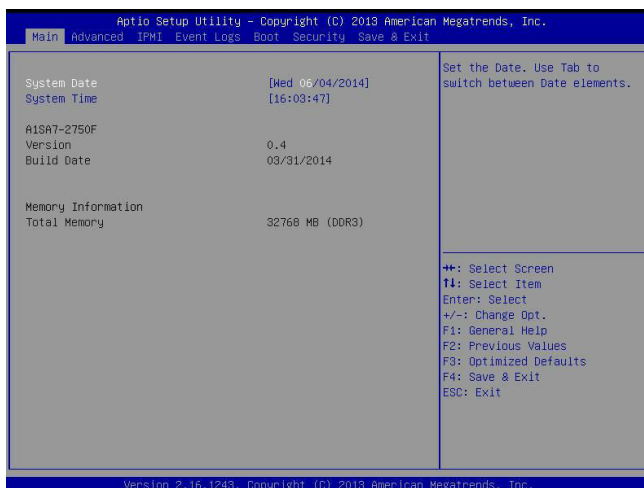 Aptio Setup Utility – Copyright (C) 2013 American Megatrends, Inc.
Main Advanced IPMI Event Logs Boot Security Save & Exit
System Date [Wed 06/04/2014]
System Time [16:03:47]
A1SA7-2750F
Version 0.4
Build Date 03/31/2014
Memory Information
Total Memory 32768 MB (DDR3)
Set the Date. Use Tab to
switch between Date elements.
→←: Select Screen
↑↓: Select Item
Enter: Select
+/-: Change Opt.
F1: General Help
F2: Previous Values
F3: Optimized Defaults
F4: Save & Exit
ESC: Exit
Version 2.16.1243. Copyright (C) 2013 American Megatrends, Inc.